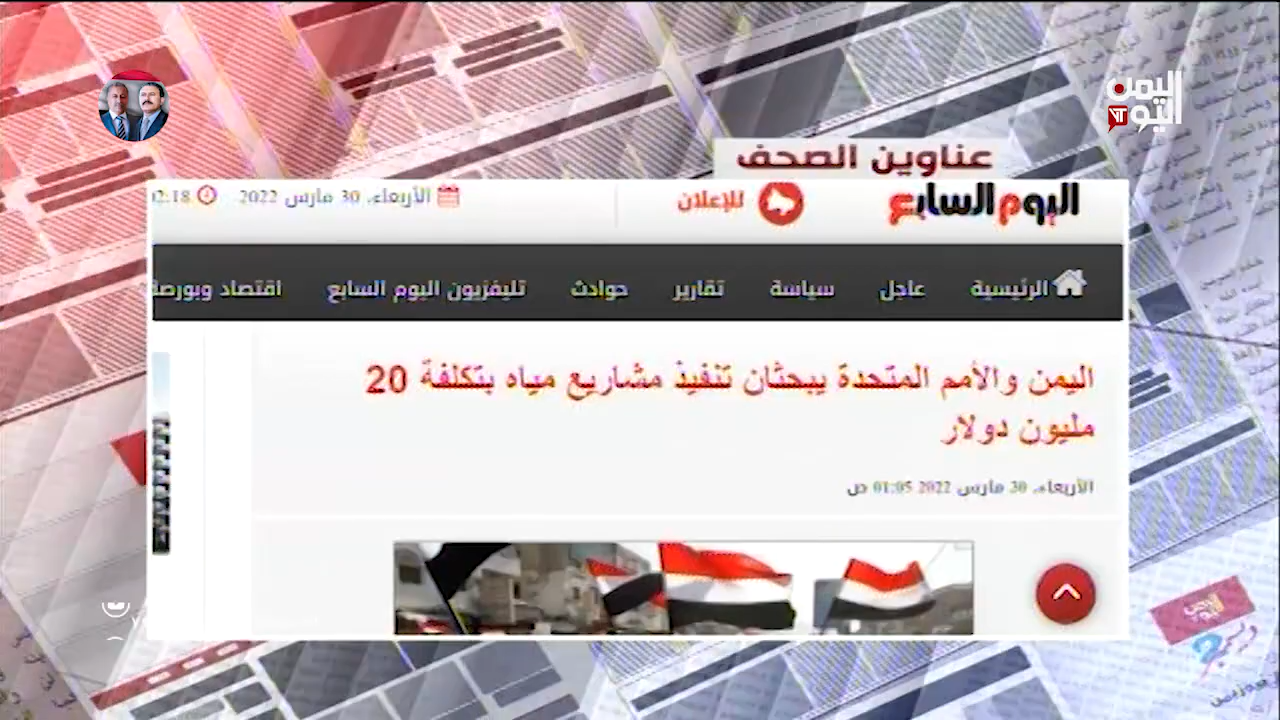 اليمن
اليوم
عناوين الصحف
اليوم السابع
للإعلان
الأربعاء، 30 مارس 2022
02:18
الرئيسية عاجل سياسة تقارير حوادث تليفزيون اليوم السابع اقتصاد وبورصة
اليمن والأمم المتحدة يبحثان تنفيذ مشاريع مياه بتكلفة 20
مليون دولار
الأربعاء، 30 مارس 2022 01:05 ص